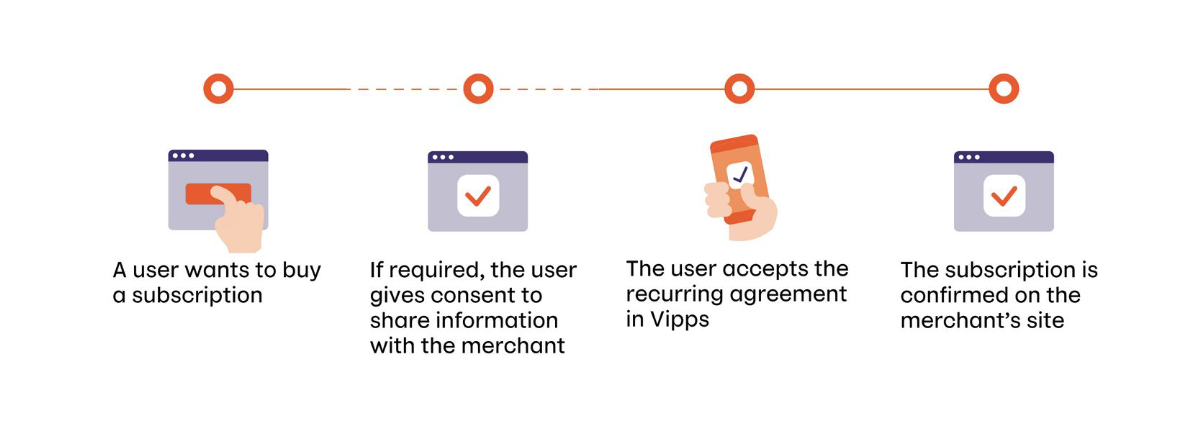 A user wants to buy
a subscription
If required, the user
gives consent to
share information
with the merchant
The user accepts the
recurring agreement
in Vipps
The subscription is
confirmed on the
merchant’s site